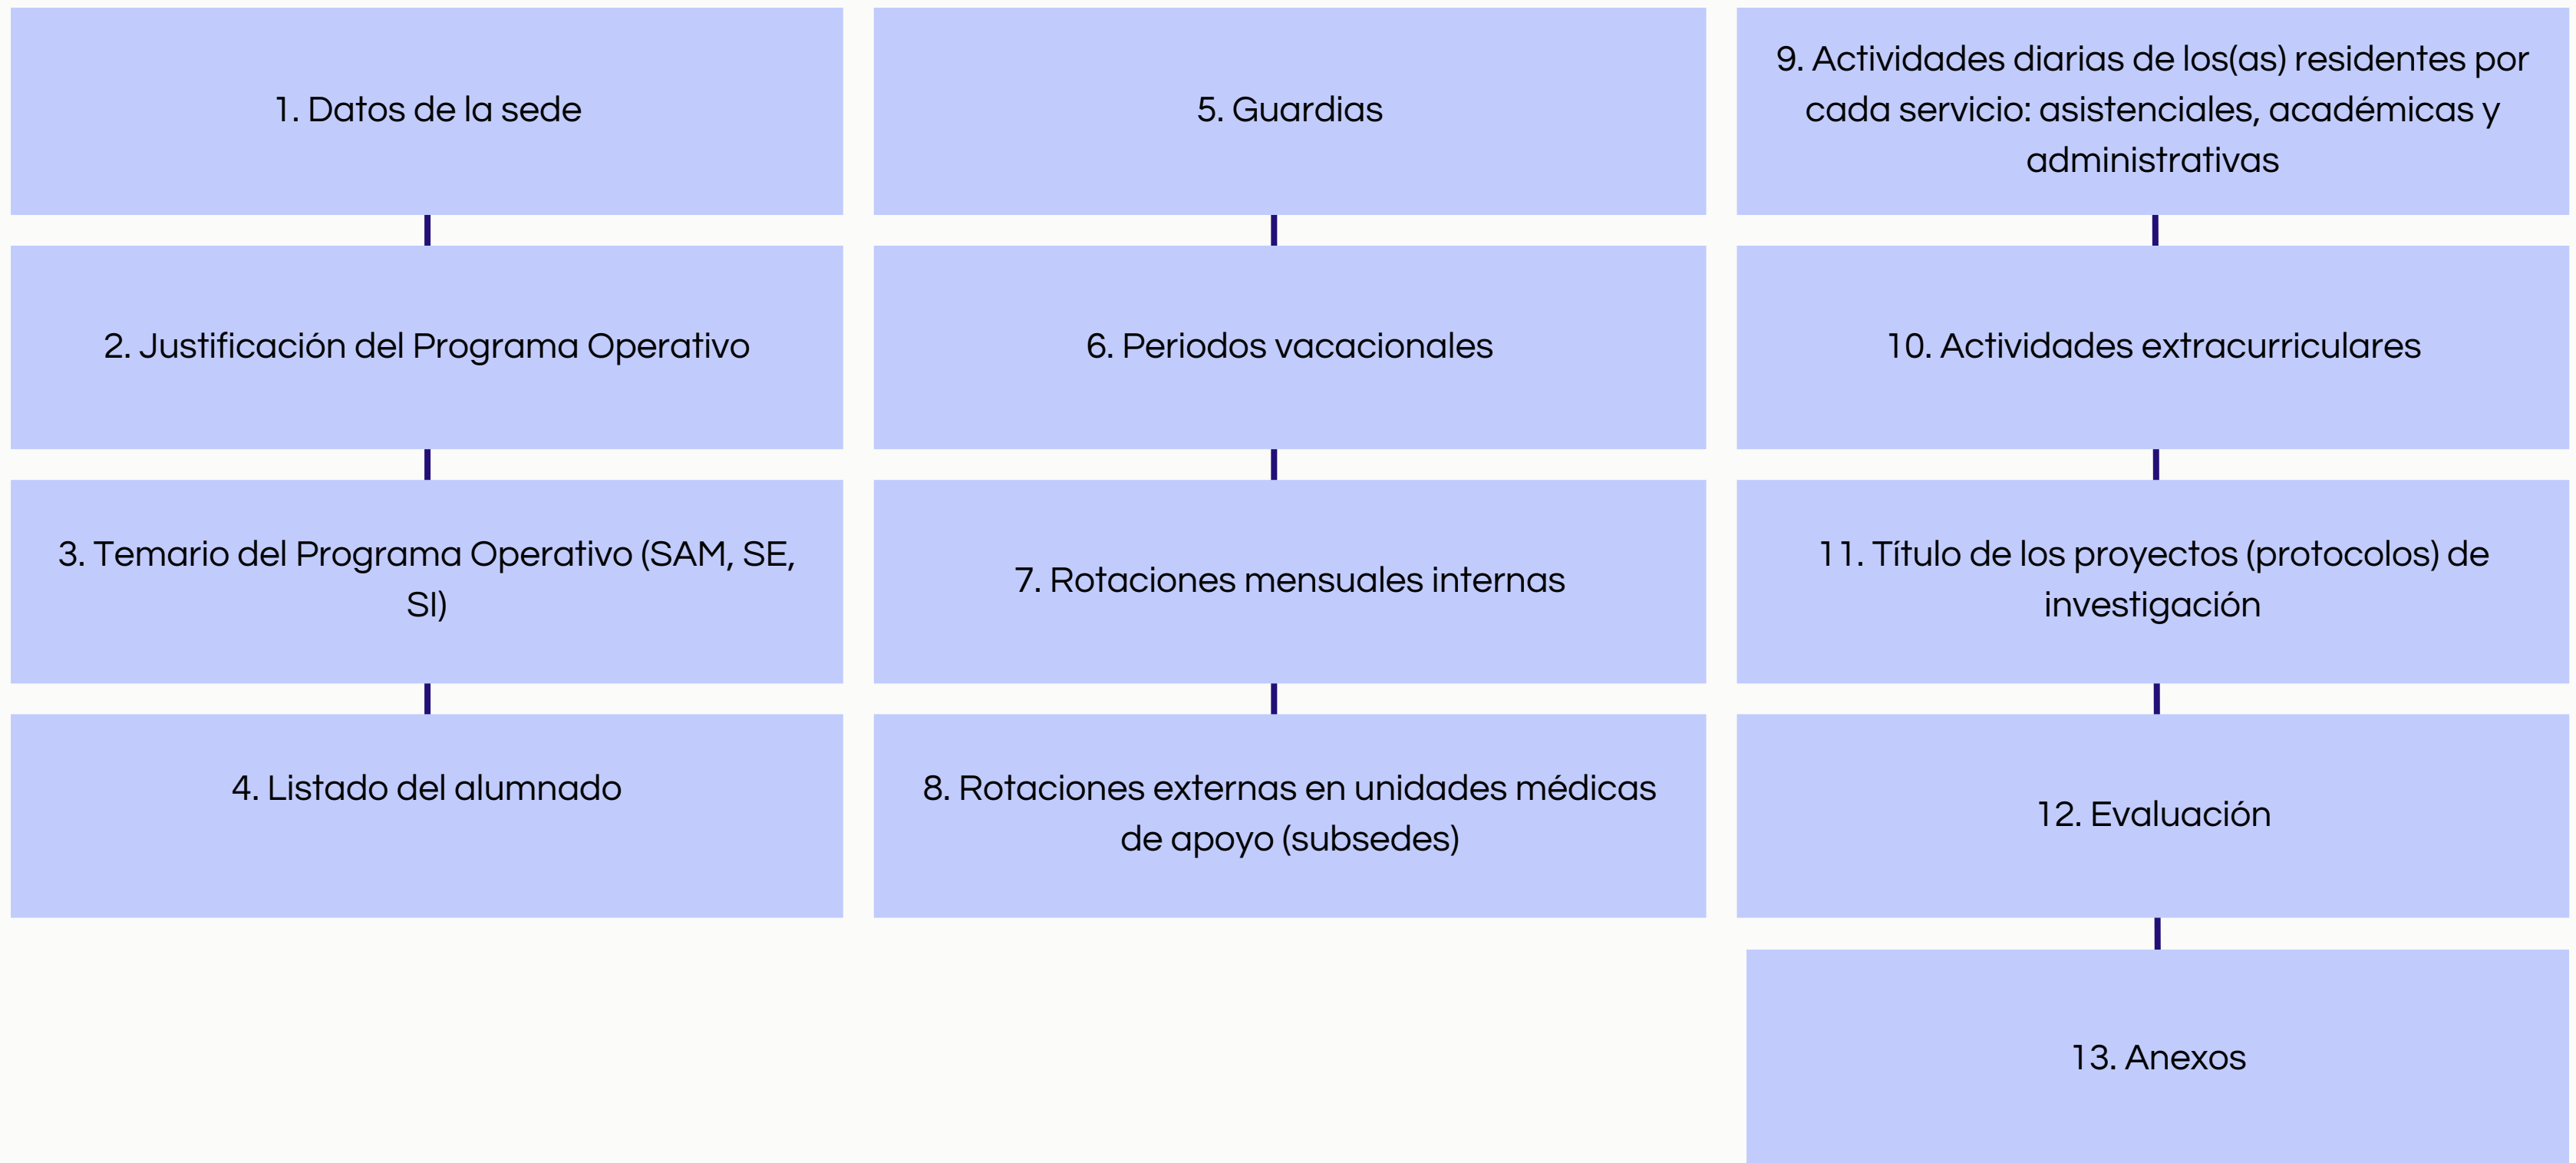 1. Datos de la sede
2. Justificación del Programa Operativo
3. Temario del Programa Operativo (SAM, SE,
SI)
4. Listado del alumnado
5. Guardias
6. Periodos vacacionales
7. Rotaciones mensuales internas
8. Rotaciones externas en unidades médicas
de apoyo (subsedes)
9. Actividades diarias de los(as) residentes por
cada servicio: asistenciales, académicas y
administrativas
10. Actividades extracurriculares
11. Título de los proyectos (protocolos) de
investigación
12. Evaluación
13. Anexos